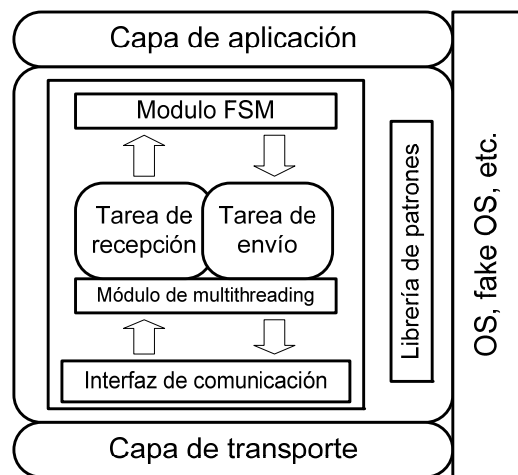 Capa de aplicación
Modulo FSM
Tarea de
recepción
Tarea de
envío
Módulo de multithreading
Interfaz de comunicación
Librería de patrones
OS, fake OS, etc.
Capa de transporte